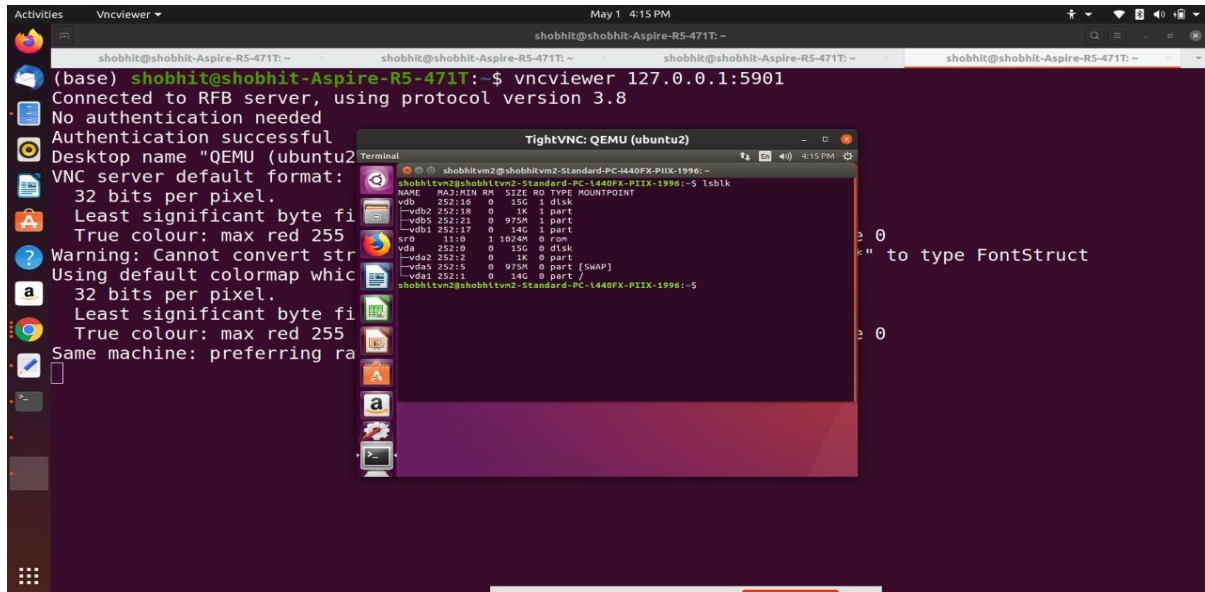 Activities Vncviewer May 1 4:15 PM
shobhit@shobhit-Aspire-R5-471T: ~
shobhit@shobhit-Aspire-R5-471T: ~ shobhit@shobhit-Aspire-R5-471T: ~ shobhit@shobhit-Aspire-R5-471T: ~ shobhit@shobhit-Aspire-R5-471T: ~
(base) shobhit@shobhit-Aspire-R5-471T:~$ vncviewer 127.0.0.1:5901
Connected to RFB server, using protocol version 3.8
No authentication needed
Authentication successful
Desktop name "QEMU (ubuntu2
VNC server default format:
32 bits per pixel.
Least significant byte fi
True colour: max red 255 e 0
Warning: Cannot convert str *" to type FontStruct
Using default colormap whic
32 bits per pixel.
Least significant byte fi
True colour: max red 255 e 0
Same machine: preferring ra
TightVNC: QEMU (ubuntu2)
Terminal En 4:15 PM
shobhitvm2@shobhitvm2-Standard-PC-i440FX-PIIX-1996: ~
shobhitvm2@shobhitvm2-Standard-PC-i440FX-PIIX-1996:~$ lsblk
NAME MAJ:MIN RM SIZE RO TYPE MOUNTPOINT
vdb 252:16 0 15G 1 disk
├─vdb2 252:18 0 1K 1 part
├─vdb5 252:21 0 975M 1 part
└─vdb1 252:17 0 14G 1 part
sr0 11:0 1 1024M 0 rom
vda 252:0 0 15G 0 disk
├─vda2 252:2 0 1K 0 part
├─vda5 252:5 0 975M 0 part [SWAP]
└─vda1 252:1 0 14G 0 part /
shobhitvm2@shobhitvm2-Standard-PC-i440FX-PIIX-1996:~$